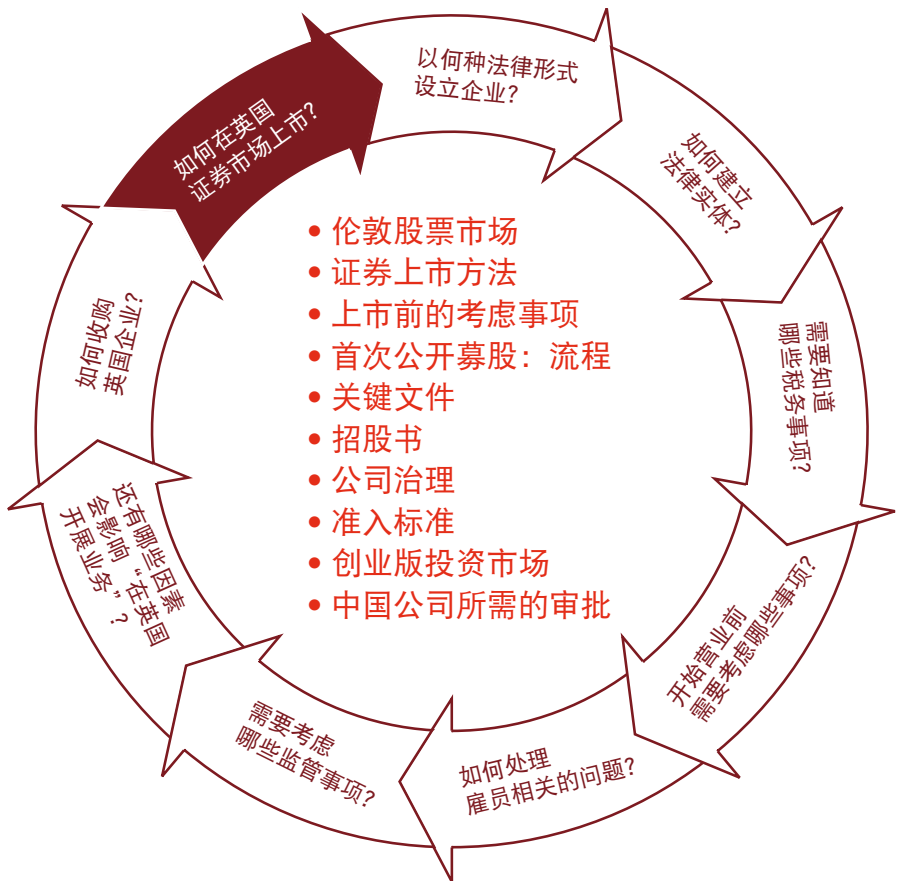 以何种法律形式
设立企业?
如何建立
法律实体?
需要知道
哪些税务事项?
开始营业前
需要考虑哪些事项?
如何处理
雇员相关的问题?
需要考虑
哪些监管事项?
还有哪些因素
会影响“在英国
开展业务”?
如何收购
英国企业?
如何在英国
证券市场上市?
• 伦敦股票市场
• 证券上市方法
• 上市前的考虑事项
• 首次公开募股：流程
• 关键文件
• 招股书
• 公司治理
• 准入标准
• 创业版投资市场
• 中国公司所需的审批